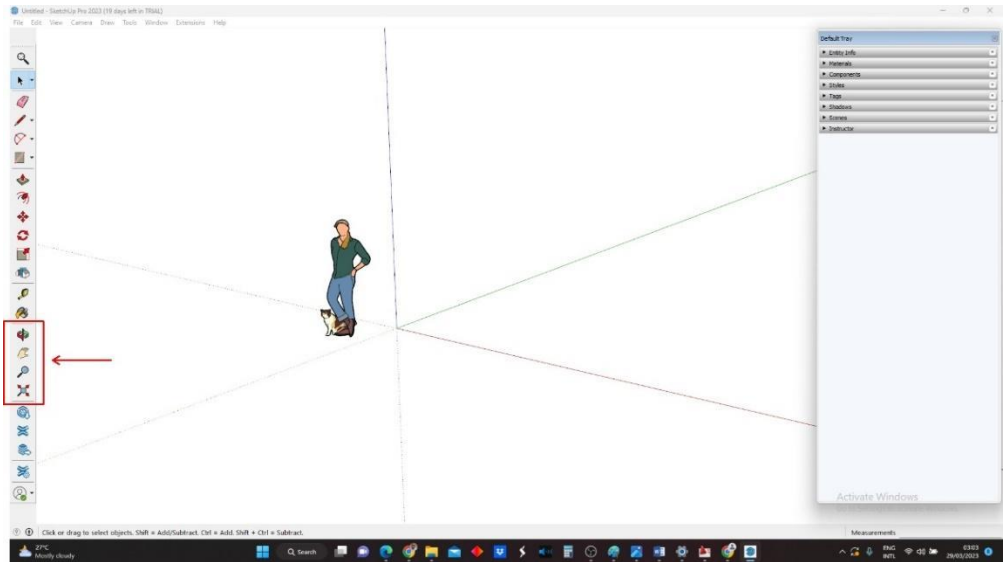 Untitled - SketchUp Pro 2023 (19 days left in TRIAL)
File Edit View Camera Draw Tools Window Extensions Help
Default Tray
Entity Info
Materials
Components
Styles
Tags
Shadows
Scenes
Instructor
Activate Windows
Click or drag to select objects. Shift = Add/Subtract. Ctrl = Add. Shift + Ctrl = Subtract.
Measurements
27°C
Mostly cloudy
Search
ENG
INTL
03:03
29/03/2023